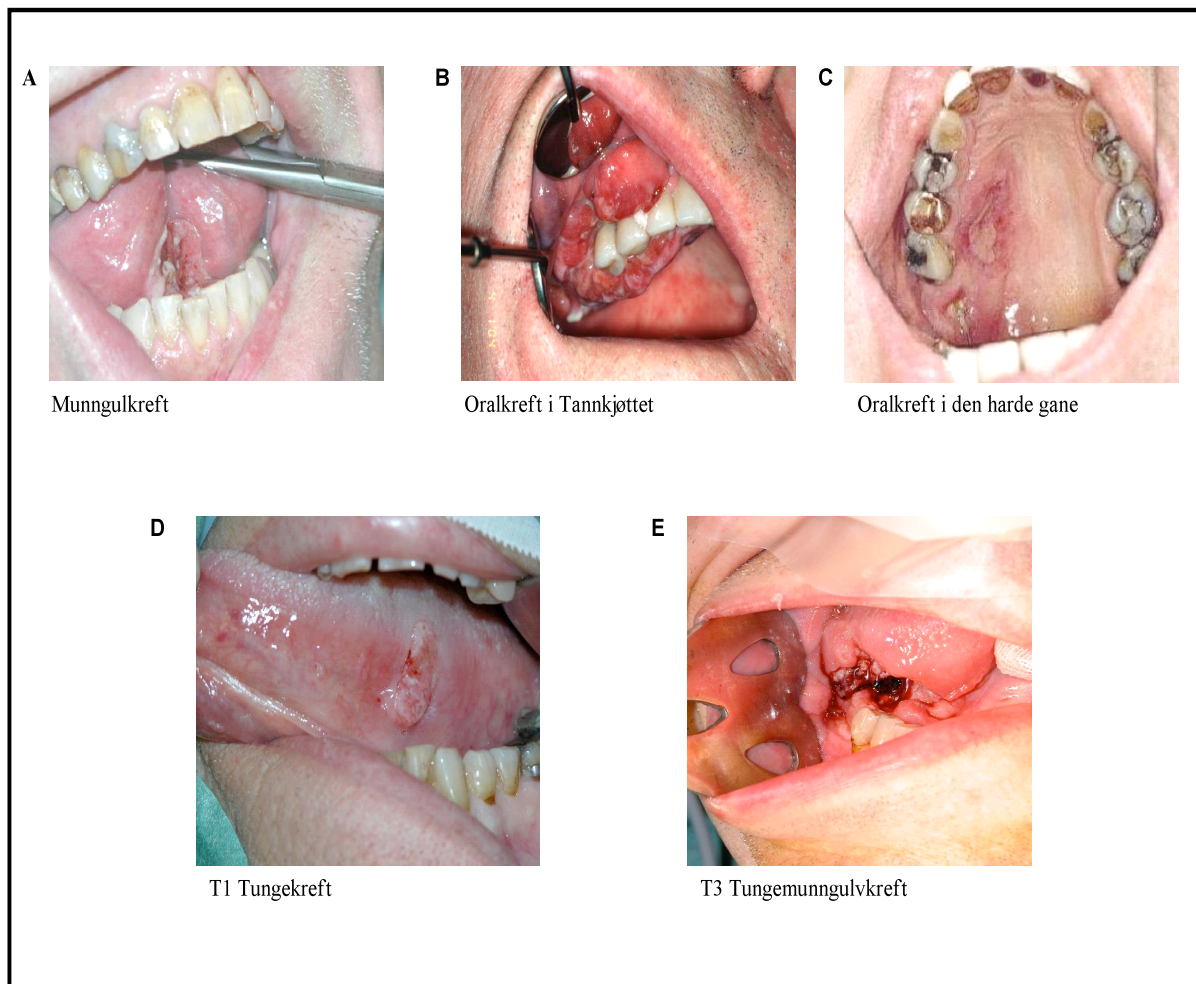 A
B
C
Munngulkreft
Oralkreft i Tannkjøttet
Oralkreft i den harde gane
D
E
T1 Tungekreft
T3 Tungemunngulvkreft